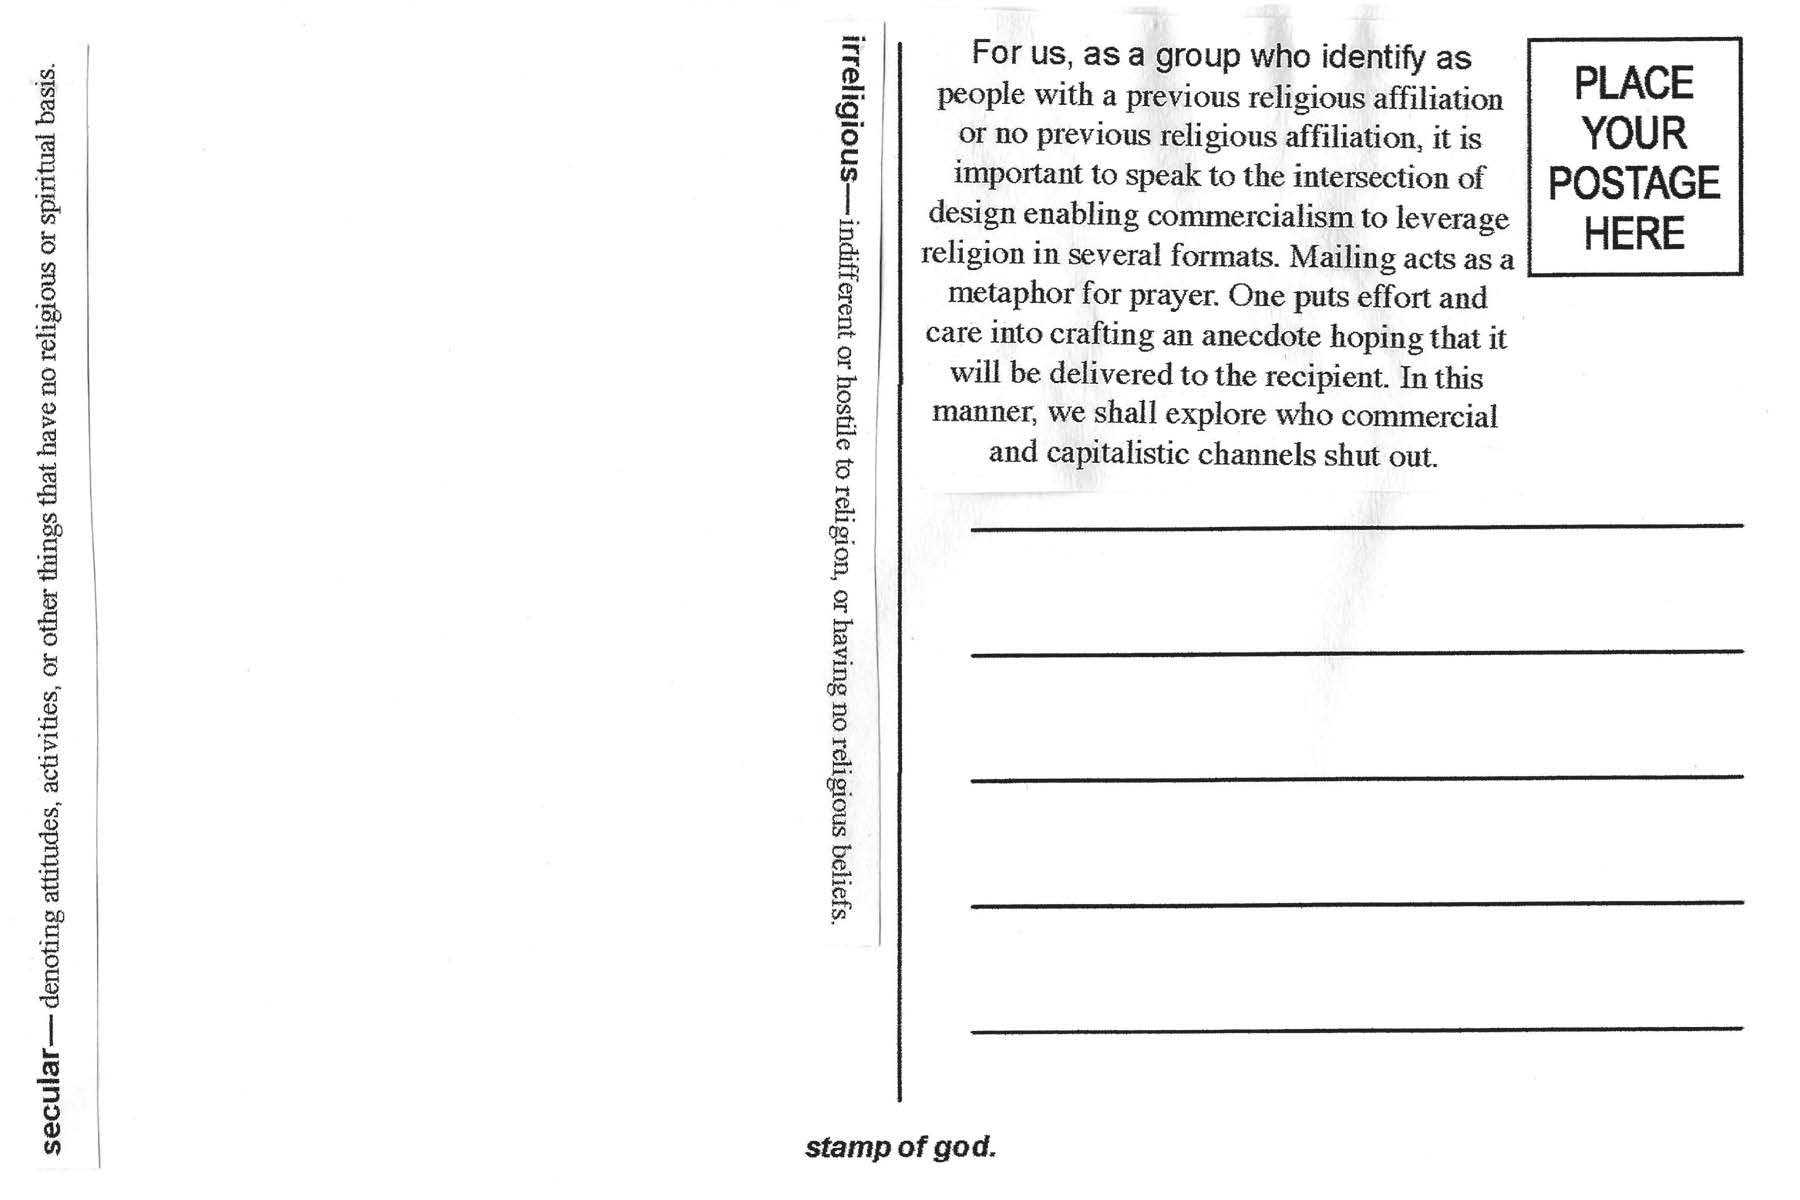 secular—denoting attitudes, activities, or other things that have no religious or spiritual basis.
irreligious—indifferent or hostile to religion, or having no religious beliefs.
For us, as a group who identify as
people with a previous religious affiliation
or no previous religious affiliation, it is
important to speak to the intersection of
design enabling commercialism to leverage
religion in several formats. Mailing acts as a
metaphor for prayer. One puts effort and
care into crafting an anecdote hoping that it
will be delivered to the recipient. In this
manner, we shall explore who commercial
and capitalistic channels shut out.
PLACE
YOUR
POSTAGE
HERE
stamp of god.